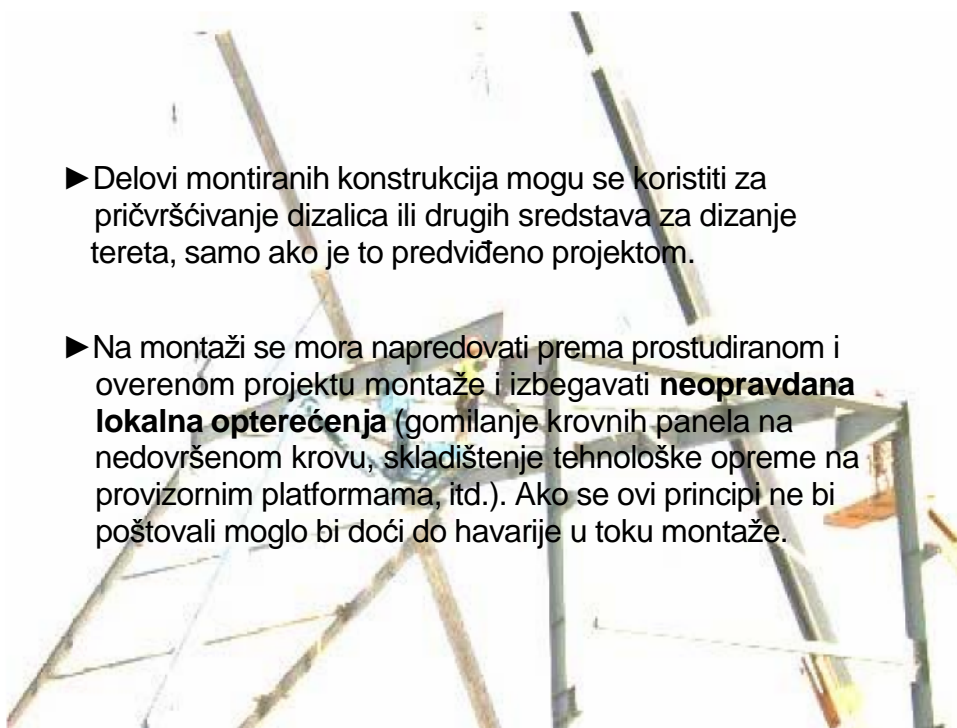 ►Delovi montiranih konstrukcija mogu se koristiti za
pričvršćivanje dizalica ili drugih sredstava za dizanje
tereta, samo ako je to predviđeno projektom.
►Na montaži se mora napredovati prema prostudiranom i
overenom projektu montaže i izbegavati neopravdana
lokalna opterećenja (gomilanje krovnih panela na
nedovršenom krovu, skladištenje tehnološke opreme na
provizornim platformama, itd.). Ako se ovi principi ne bi
poštovali moglo bi doći do havarije u toku montaže.